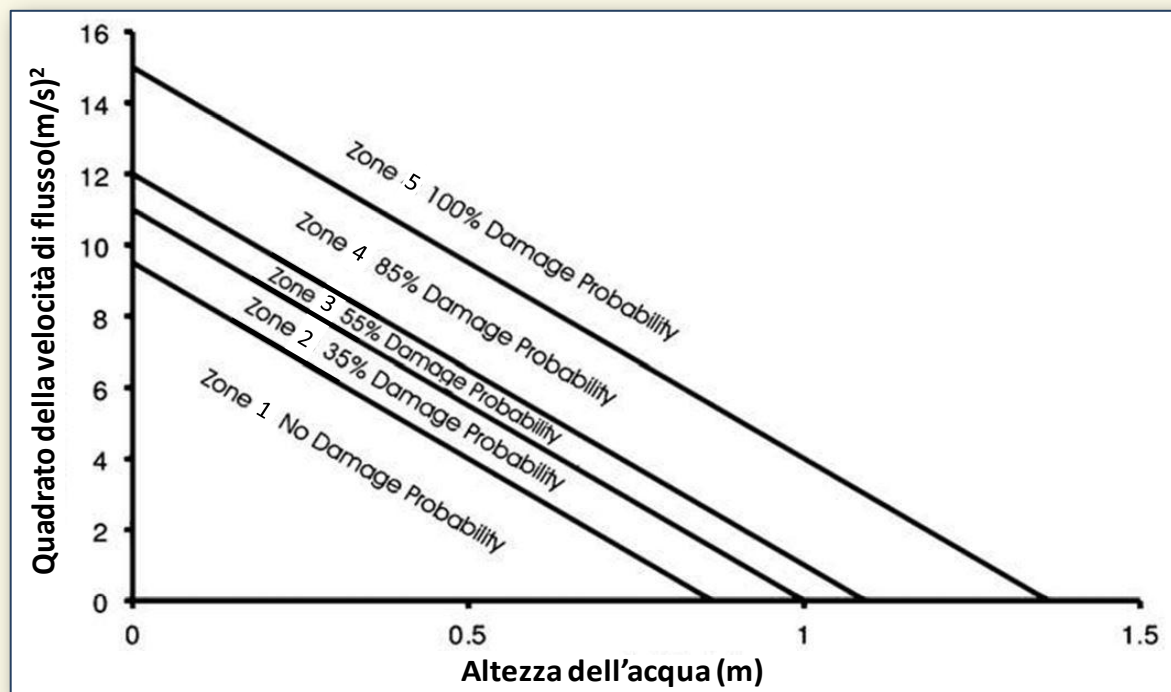 Quadrato della velocità di flusso(m/s)²
16
14
12
10
8
6
4
2
0
Zone 5 100% Damage Probability
Zone 4 85% Damage Probability
Zone 3 55% Damage Probability
Zone 2 35% Damage Probability
Zone 1 No Damage Probability
0 0.5 1 1.5
Altezza dell'acqua (m)